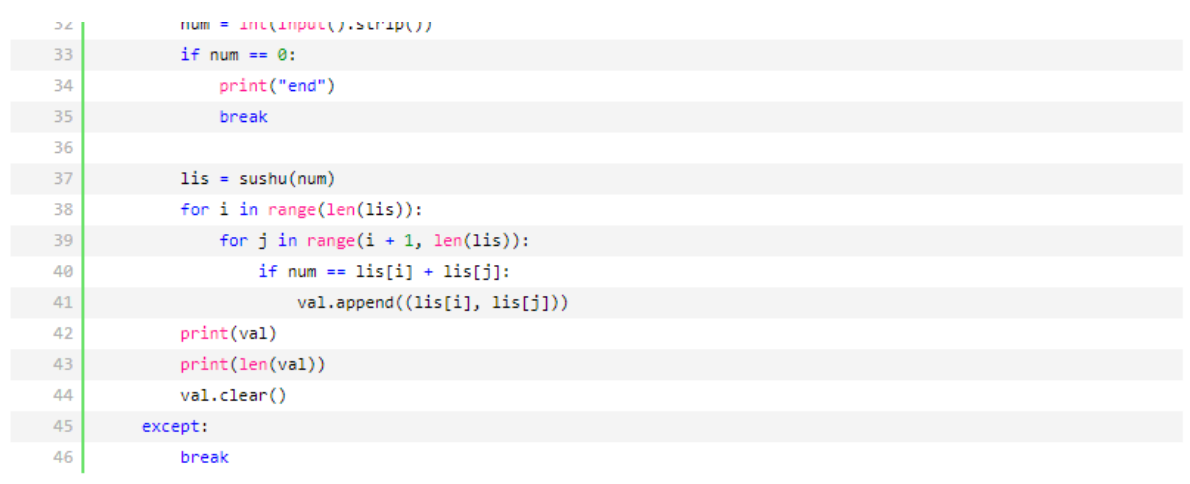 32 num = int(input().strip())
33 if num == 0:
34 print("end")
35 break
36
37 lis = sushu(num)
38 for i in range(len(lis)):
39 for j in range(i + 1, len(lis)):
40 if num == lis[i] + lis[j]:
41 val.append((lis[i], lis[j]))
42 print(val)
43 print(len(val))
44 val.clear()
45 except:
46 break